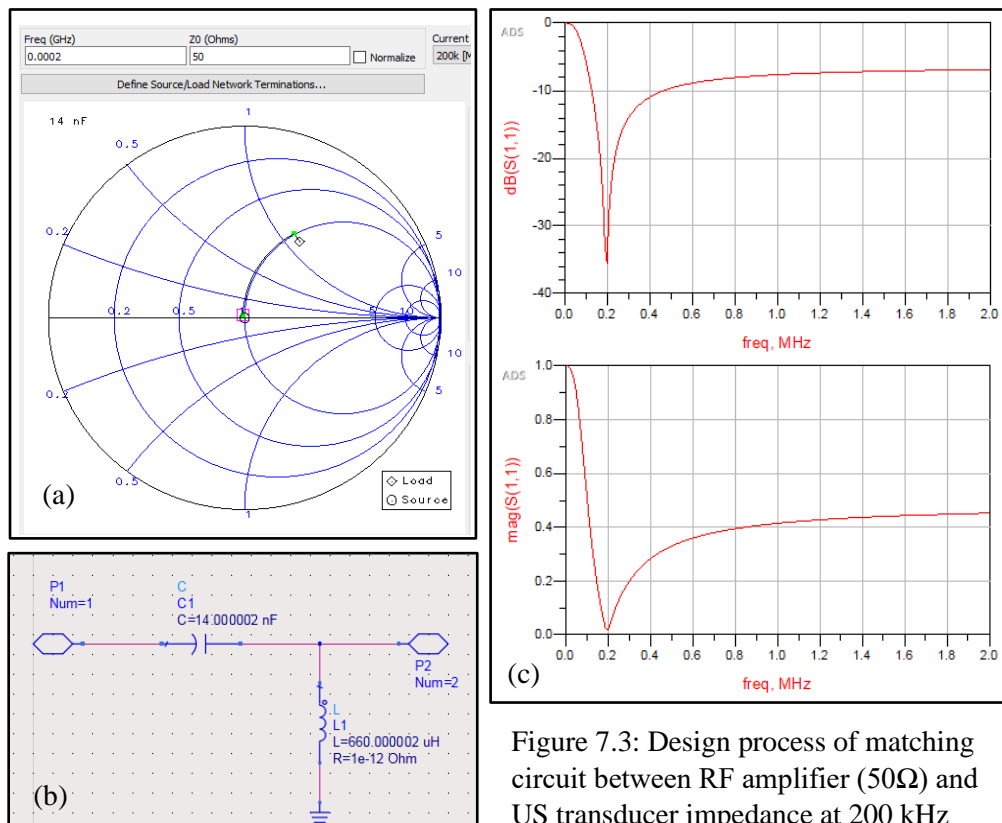 Freq (GHz) Z0 (Ohms) Current
0.0002 50 Normalize 200k [M
Define Source/Load Network Terminations...
14 nF
1
0.5
0.2
5
10
0.2 0.5 1 5 10
10
5
0.2
0.5
1
Load
Source
(a)
P1
Num=1
C
C1
C=14.000002 nF
P2
Num=2
L
L1
L=660.000002 uH
R=1e-12 Ohm
(b)
ADS
dB(S(1,1))
0
-10
-20
-30
-40
0.0 0.2 0.4 0.6 0.8 1.0 1.2 1.4 1.6 1.8 2.0
freq, MHz
ADS
mag(S(1,1))
1.0
0.8
0.6
0.4
0.2
0.0
0.0 0.2 0.4 0.6 0.8 1.0 1.2 1.4 1.6 1.8 2.0
freq, MHz
(c)
Figure 7.3: Design process of matching
circuit between RF amplifier (50Ω) and
US transducer impedance at 200 kHz